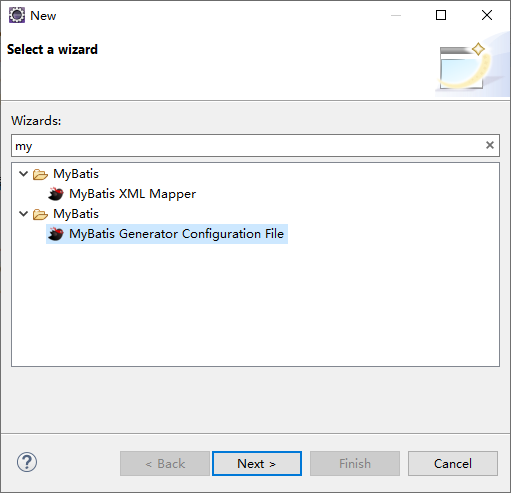 New
Select a wizard
Wizards:
my
MyBatis
MyBatis XML Mapper
MyBatis
MyBatis Generator Configuration File
? < Back Next > Finish Cancel